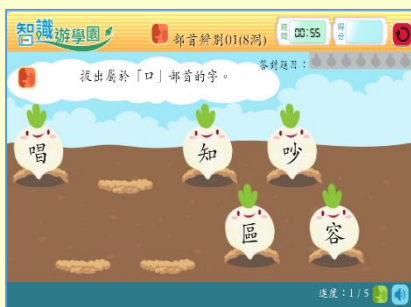 知識遊學園
部首辨別01(8洞)
時間 00:55
得分
答對題目：
拔出屬於「口」部首的字。
唱 知 吵
區 容
進度：1/5